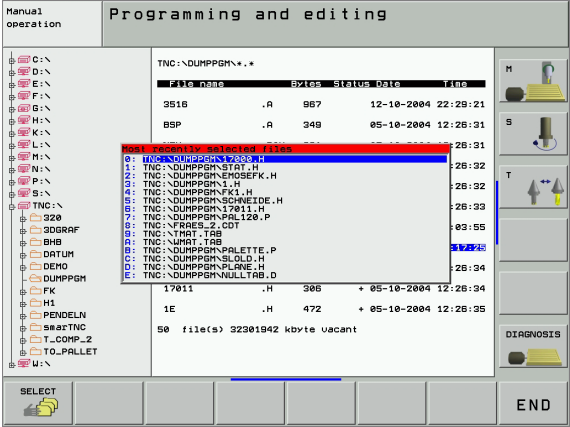 Manual
operation
Programming and editing
C:\
D:\
E:\
F:\
G:\
H:\
K:\
L:\
M:\
N:\
P:\
S:\
TNC:\
320
3DGRAF
BHB
DATUM
DEMO
DUMPPGM
FK
H1
PENDELN
smarTNC
T_COMP_2
TO_PALLET
W:\
TNC:\DUMPPGM\*.*
File name Bytes Status Date Time
3516 .A 967 12-10-2004 22:29:21
BSP .A 349 05-10-2004 12:26:31
:26:31
:26:32
:26:32
:26:33
:03:55
:17:25
:26:34
Most recently selected files
0: TNC:\DUMPPGM\17000.H
1: TNC:\DUMPPGM\STAT.H
2: TNC:\DUMPPGM\EMOSEFK.H
3: TNC:\DUMPPGM\1.H
4: TNC:\DUMPPGM\FK1.H
5: TNC:\DUMPPGM\SCHNEIDE.H
6: TNC:\DUMPPGM\17011.H
7: TNC:\DUMPPGM\PAL120.P
8: TNC:\DUMPPGM\FRAES_2.CDT
9: TNC:\TMAT.TAB
A: TNC:\WMAT.TAB
B: TNC:\DUMPPGM\PALETTE.P
C: TNC:\DUMPPGM\SLOLD.H
D: TNC:\DUMPPGM\PLANE.H
E: TNC:\DUMPPGM\NULLTAB.D
17011 .H 306 + 05-10-2004 12:26:34
1E .H 472 + 05-10-2004 12:26:35
50 file(s) 32301942 kbyte vacant
M
S
T
DIAGNOSIS
SELECT
END